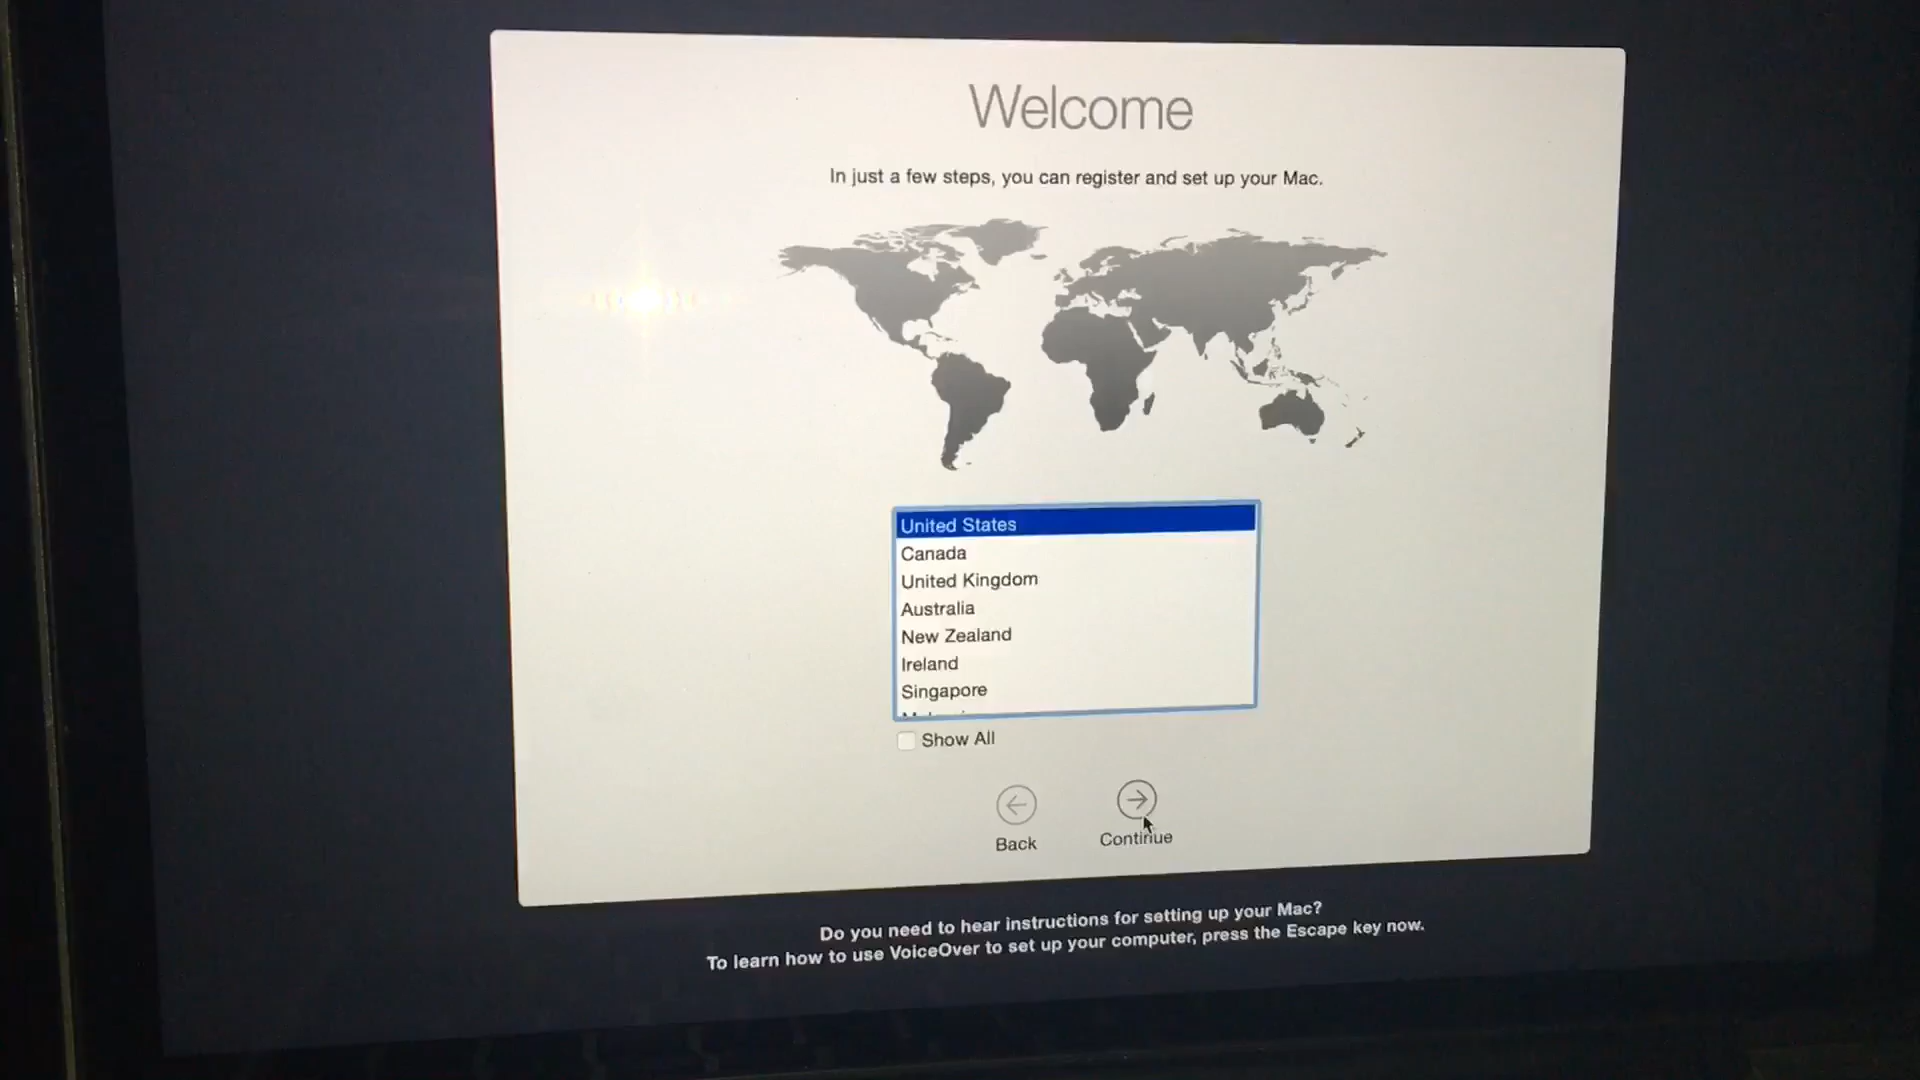 Welcome
In just a few steps, you can register and set up your Mac.
United States
Canada
United Kingdom
Australia
New Zealand
Ireland
Singapore
Show All
Back
Continue
Do you need to hear instructions for setting up your Mac?
To learn how to use VoiceOver to set up your computer, press the Escape key now.